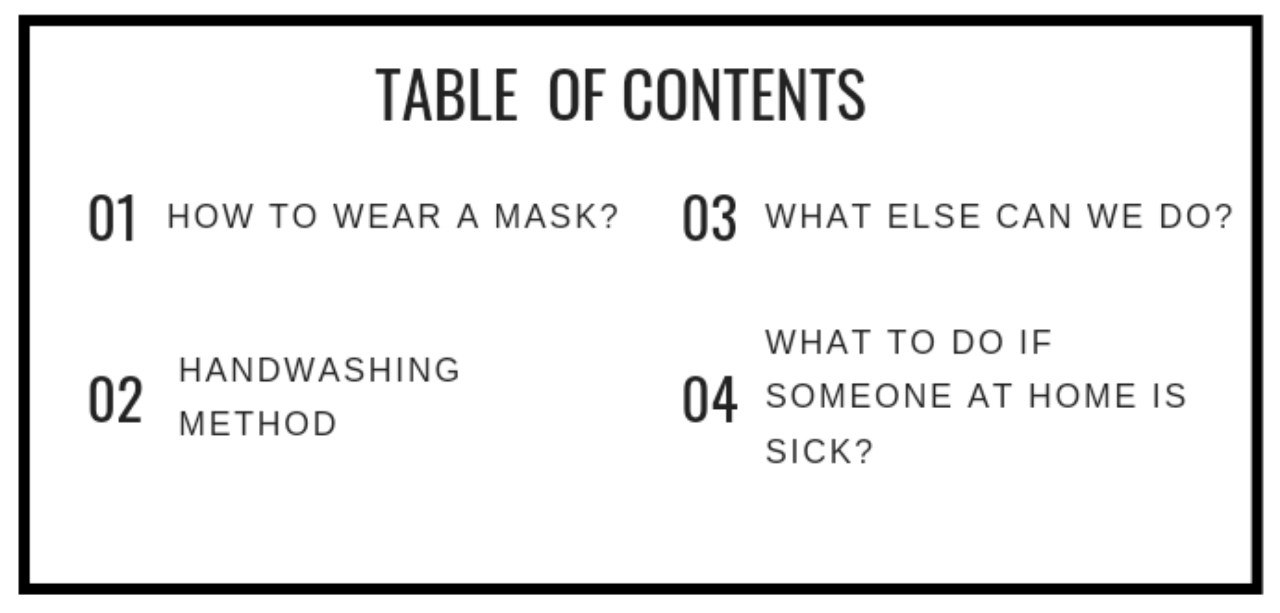 TABLE OF CONTENTS
01 HOW TO WEAR A MASK?
02 HANDWASHING
METHOD
03 WHAT ELSE CAN WE DO?
04 WHAT TO DO IF
SOMEONE AT HOME IS
SICK?